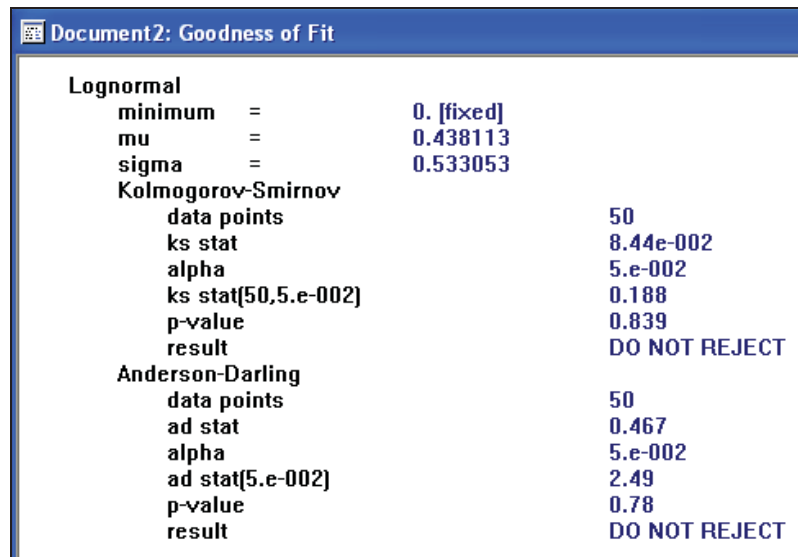 Document2: Goodness of Fit
Lognormal
minimum = 0. [fixed]
mu = 0.438113
sigma = 0.533053
Kolmogorov-Smirnov
data points 50
ks stat 8.44e-002
alpha 5.e-002
ks stat(50,5.e-002) 0.188
p-value 0.839
result DO NOT REJECT
Anderson-Darling
data points 50
ad stat 0.467
alpha 5.e-002
ad stat(5.e-002) 2.49
p-value 0.78
result DO NOT REJECT